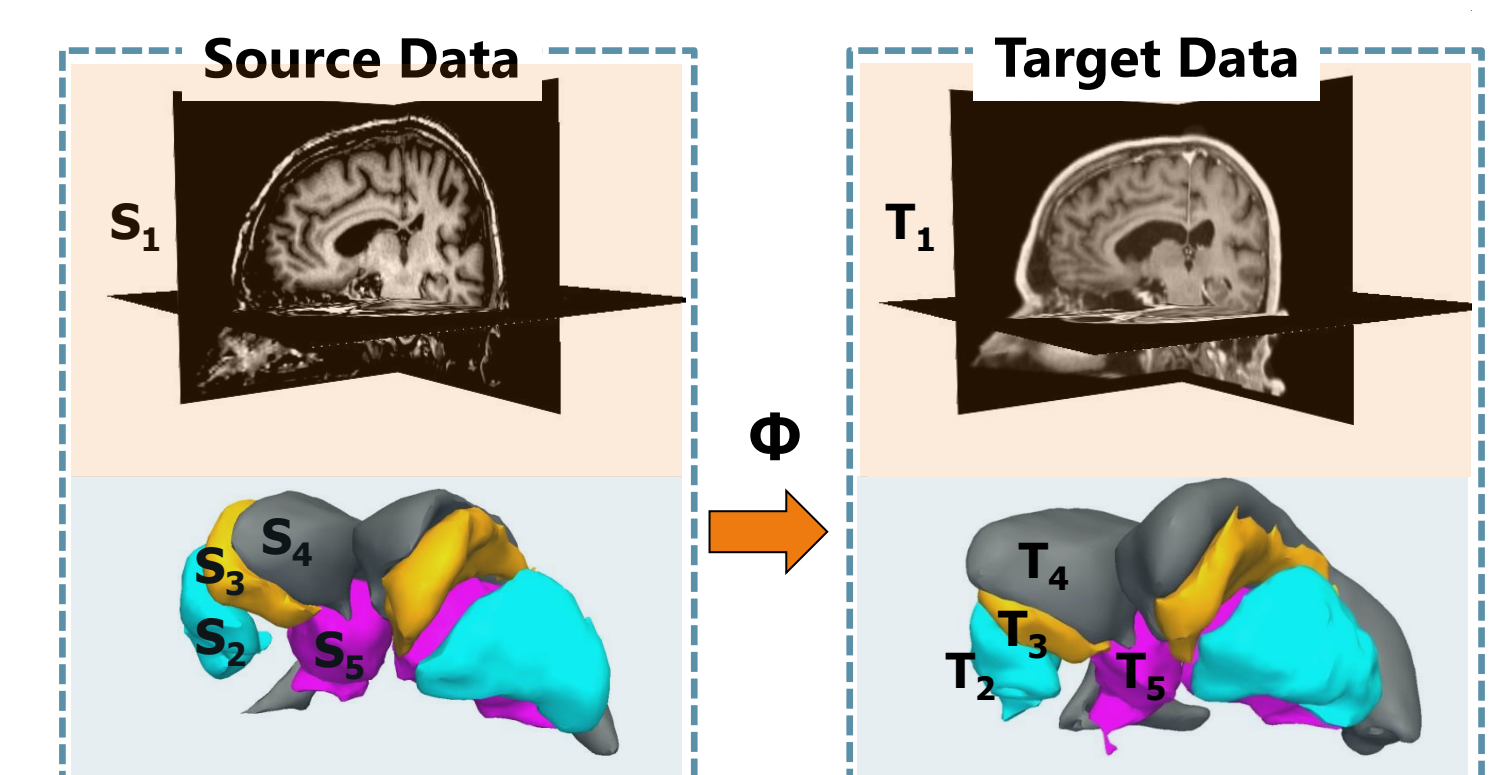 Source Data
Target Data
S₁
T₁
Φ
S₄
S₃
S₂
S₅
T₄
T₃
T₂
T₅